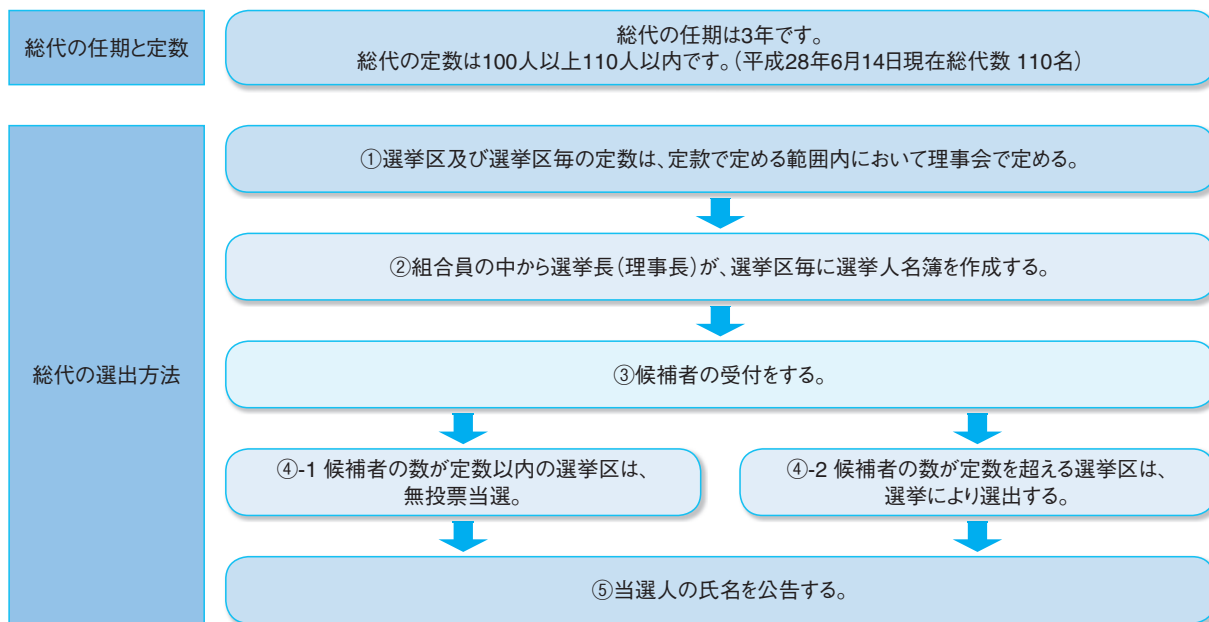 総代の任期と定数
総代の任期は3年です。
総代の定数は100人以上110人以内です。（平成28年6月14日現在総代数 110名）
総代の選出方法
①選挙区及び選挙区毎の定数は、定款で定める範囲内において理事会で定める。
②組合員の中から選挙長（理事長）が、選挙区毎に選挙人名簿を作成する。
③候補者の受付をする。
④-1 候補者の数が定数以内の選挙区は、
無投票当選。
④-2 候補者の数が定数を超える選挙区は、
選挙により選出する。
⑤当選人の氏名を公告する。